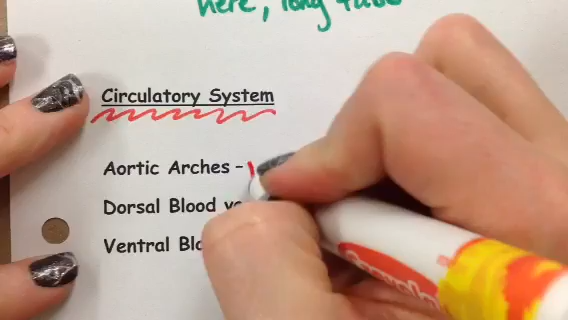 here, long tube
Circulatory System
Aortic Arches -
Dorsal Blood
Ventral